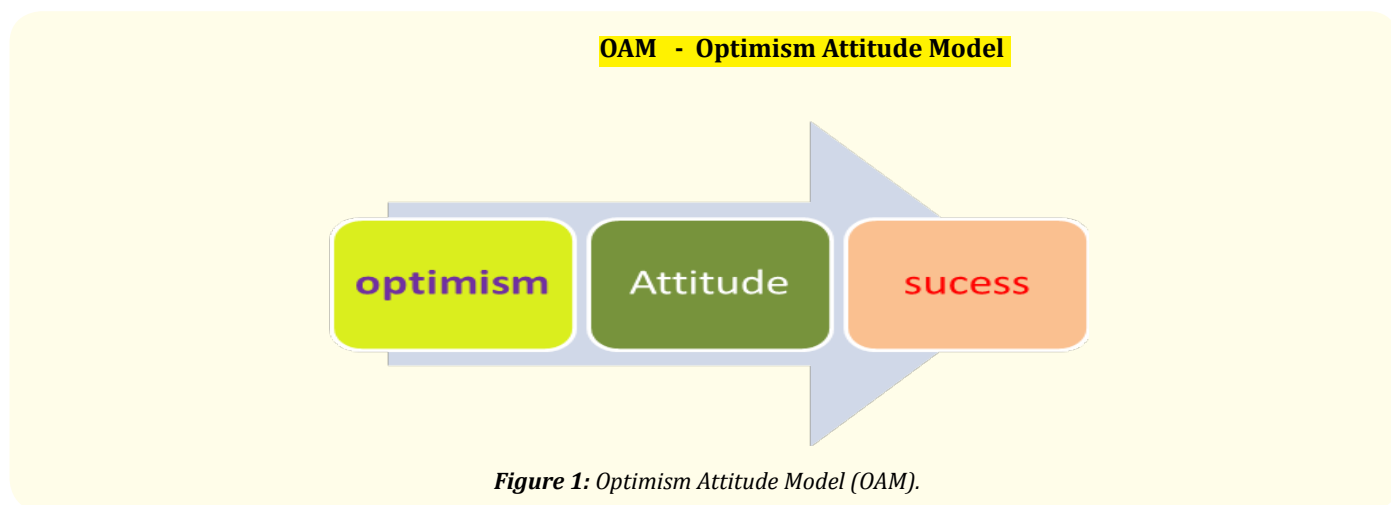 OAM - Optimism Attitude Model
optimism
Attitude
sucess
Figure 1: Optimism Attitude Model (OAM).